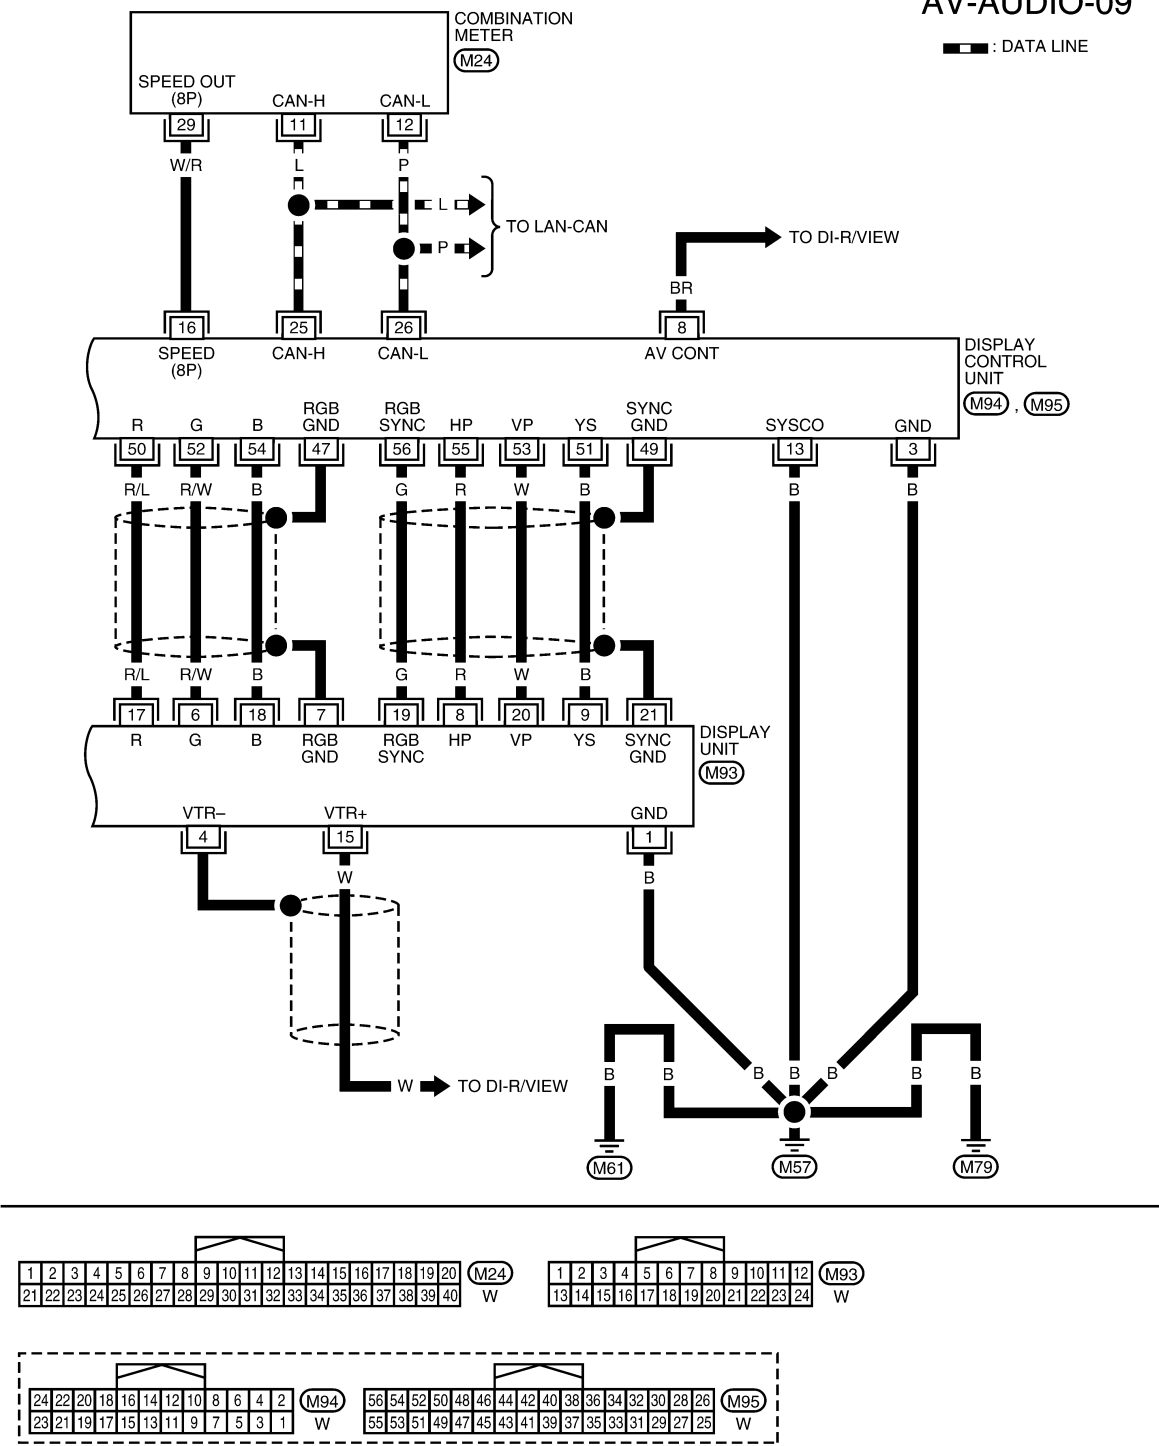 AV-AUDIO-09
: DATA LINE
COMBINATION
METER
M24
SPEED OUT
(8P)
CAN-H
CAN-L
29
11
12
W/R
L
P
L
TO LAN-CAN
P
TO DI-R/VIEW
BR
16
25
26
8
SPEED
(8P)
CAN-H
CAN-L
AV CONT
DISPLAY
CONTROL
UNIT
M94 , M95
R
G
B
RGB
GND
RGB
SYNC
HP
VP
YS
SYNC
GND
SYSCO
GND
50
52
54
47
56
55
53
51
49
13
3
R/L
R/W
B
G
R
W
B
B
B
R/L
R/W
B
G
R
W
B
17
6
18
7
19
8
20
9
21
R
G
B
RGB
GND
RGB
SYNC
HP
VP
YS
SYNC
GND
DISPLAY
UNIT
M93
VTR–
VTR+
GND
4
15
1
W
B
W
TO DI-R/VIEW
B
B
B
B
B
B
B
M61
M57
M79
1 2 3 4 5 6 7 8 9 10 11 12 13 14 15 16 17 18 19 20
21 22 23 24 25 26 27 28 29 30 31 32 33 34 35 36 37 38 39 40
M24
W
1 2 3 4 5 6 7 8 9 10 11 12
13 14 15 16 17 18 19 20 21 22 23 24
M93
W
24 22 20 18 16 14 12 10 8 6 4 2
23 21 19 17 15 13 11 9 7 5 3 1
M94
W
56 54 52 50 48 46 44 42 40 38 36 34 32 30 28 26
55 53 51 49 47 45 43 41 39 37 35 33 31 29 27 25
M95
W